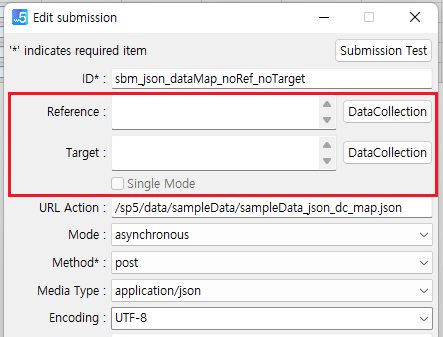 w5 Edit submission
'*' indicates required item
Submission Test
ID* : sbm_json_dataMap_noRef_noTarget
Reference :
DataCollection
Target :
DataCollection
Single Mode
URL Action : /sp5/data/sampleData/sampleData_json_dc_map.json
Mode : asynchronous
Method* : post
Media Type : application/json
Encoding : UTF-8